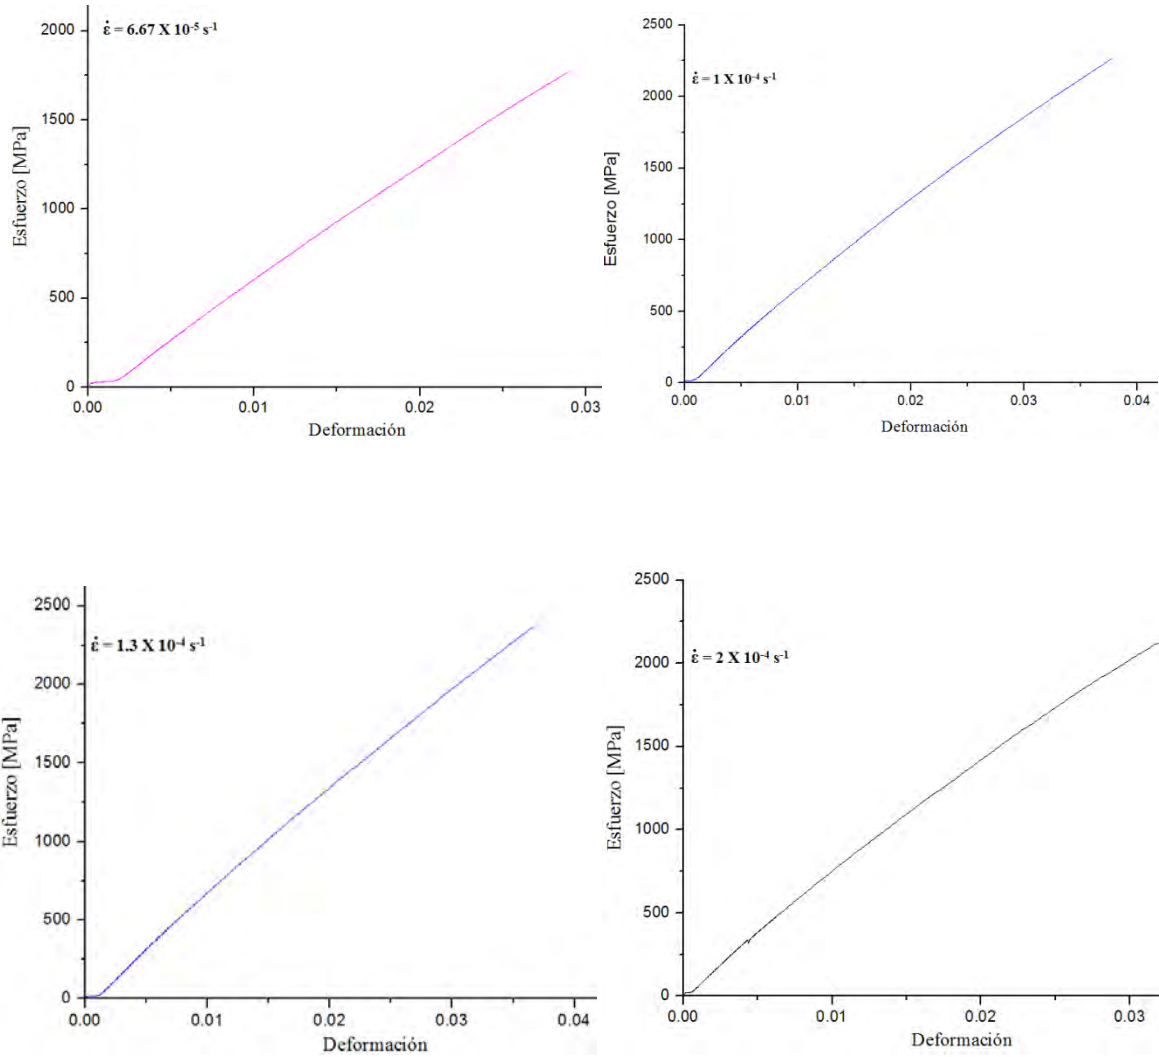 ε̇ = 6.67 X 10⁻⁵ s⁻¹
2000
1500
1000
500
0
Esfuerzo [MPa]
0.00 0.01 0.02 0.03
Deformación
ε̇ = 1 X 10⁻⁴ s⁻¹
2500
2000
1500
1000
500
0
Esfuerzo [MPa]
0.00 0.01 0.02 0.03 0.04
Deformación
ε̇ = 1.3 X 10⁻⁴ s⁻¹
2500
2000
1500
1000
500
0
Esfuerzo [MPa]
0.00 0.01 0.02 0.03 0.04
Deformación
ε̇ = 2 X 10⁻⁴ s⁻¹
2500
2000
1500
1000
500
0
Esfuerzo [MPa]
0.00 0.01 0.02 0.03
Deformación